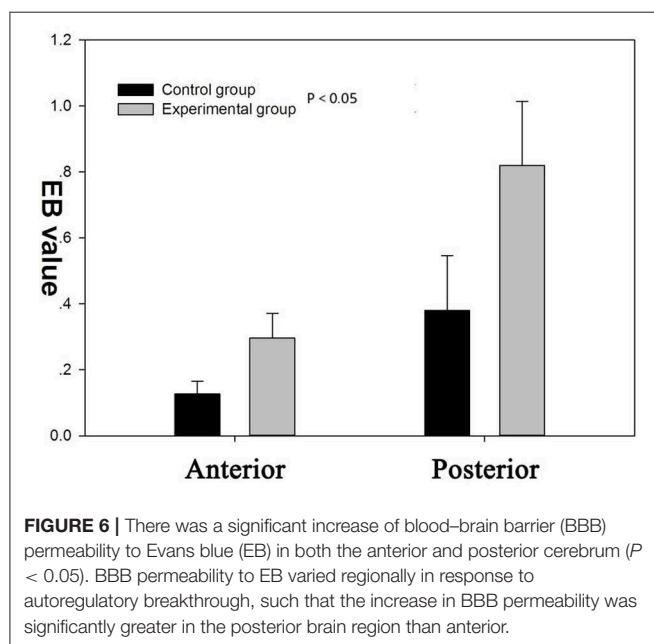 1.2
Control group
Experimental group
P < 0.05
1.0
.8
EB value
.6
.4
.2
0.0
Anterior
Posterior
FIGURE 6 | There was a significant increase of blood–brain barrier (BBB)
permeability to Evans blue (EB) in both the anterior and posterior cerebrum (P
< 0.05). BBB permeability to EB varied regionally in response to
autoregulatory breakthrough, such that the increase in BBB permeability was
significantly greater in the posterior brain region than anterior.